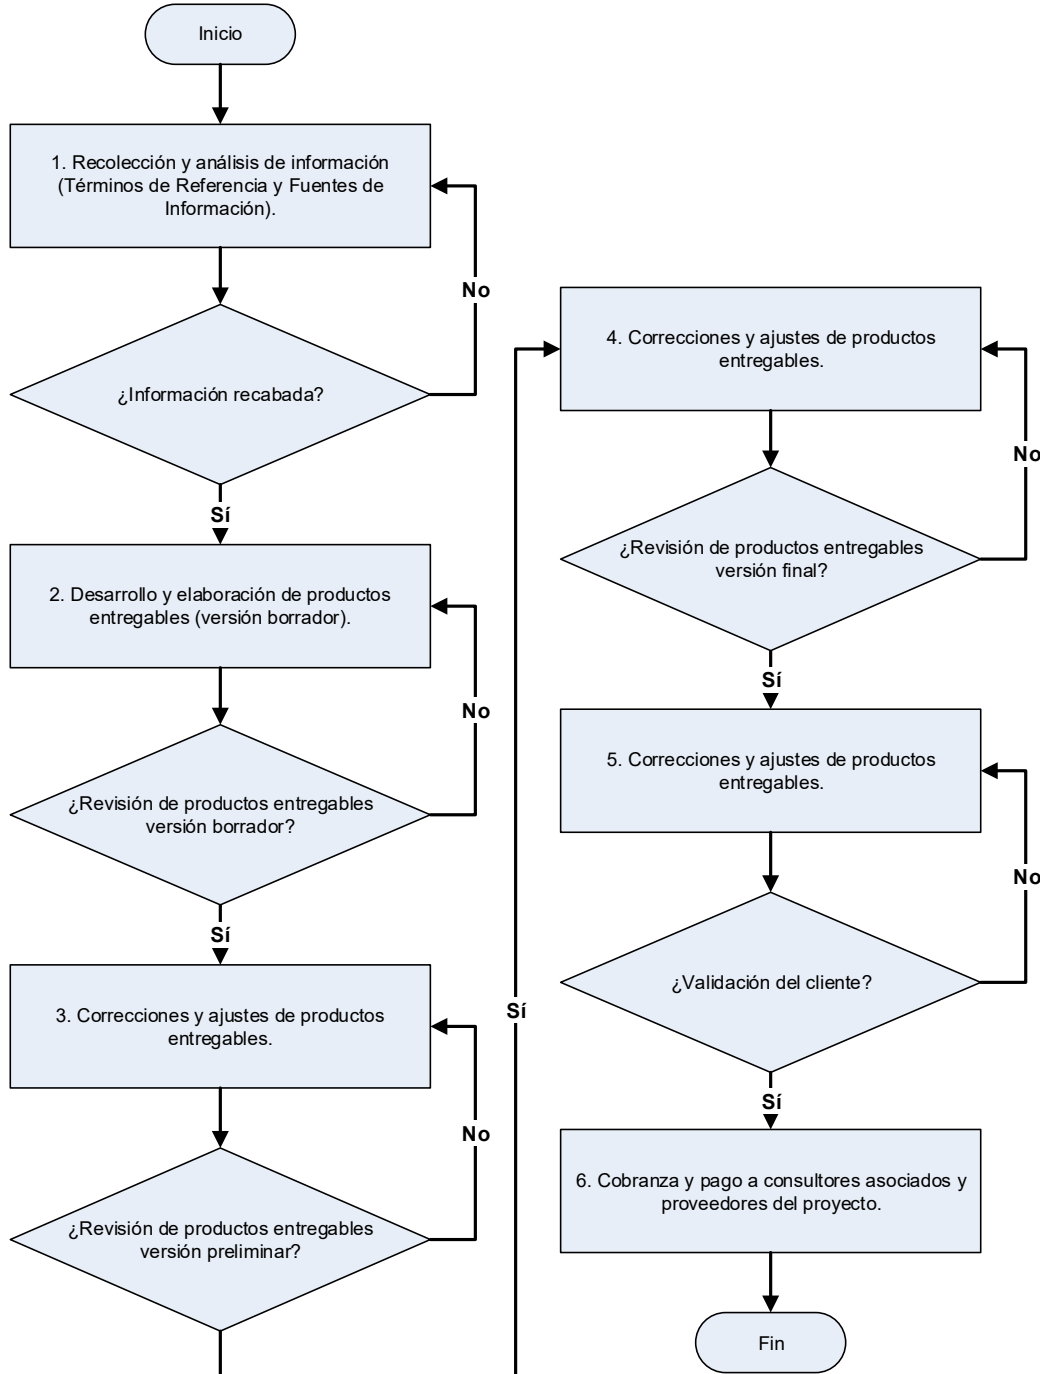 Inicio
1. Recolección y análisis de información
(Términos de Referencia y Fuentes de
Información).
No
¿Información recabada?
Sí
2. Desarrollo y elaboración de productos
entregables (versión borrador).
No
¿Revisión de productos entregables
versión borrador?
Sí
3. Correcciones y ajustes de productos
entregables.
No
¿Revisión de productos entregables
versión preliminar?
Sí
4. Correcciones y ajustes de productos
entregables.
No
¿Revisión de productos entregables
versión final?
Sí
5. Correcciones y ajustes de productos
entregables.
No
¿Validación del cliente?
Sí
6. Cobranza y pago a consultores asociados y
proveedores del proyecto.
Fin